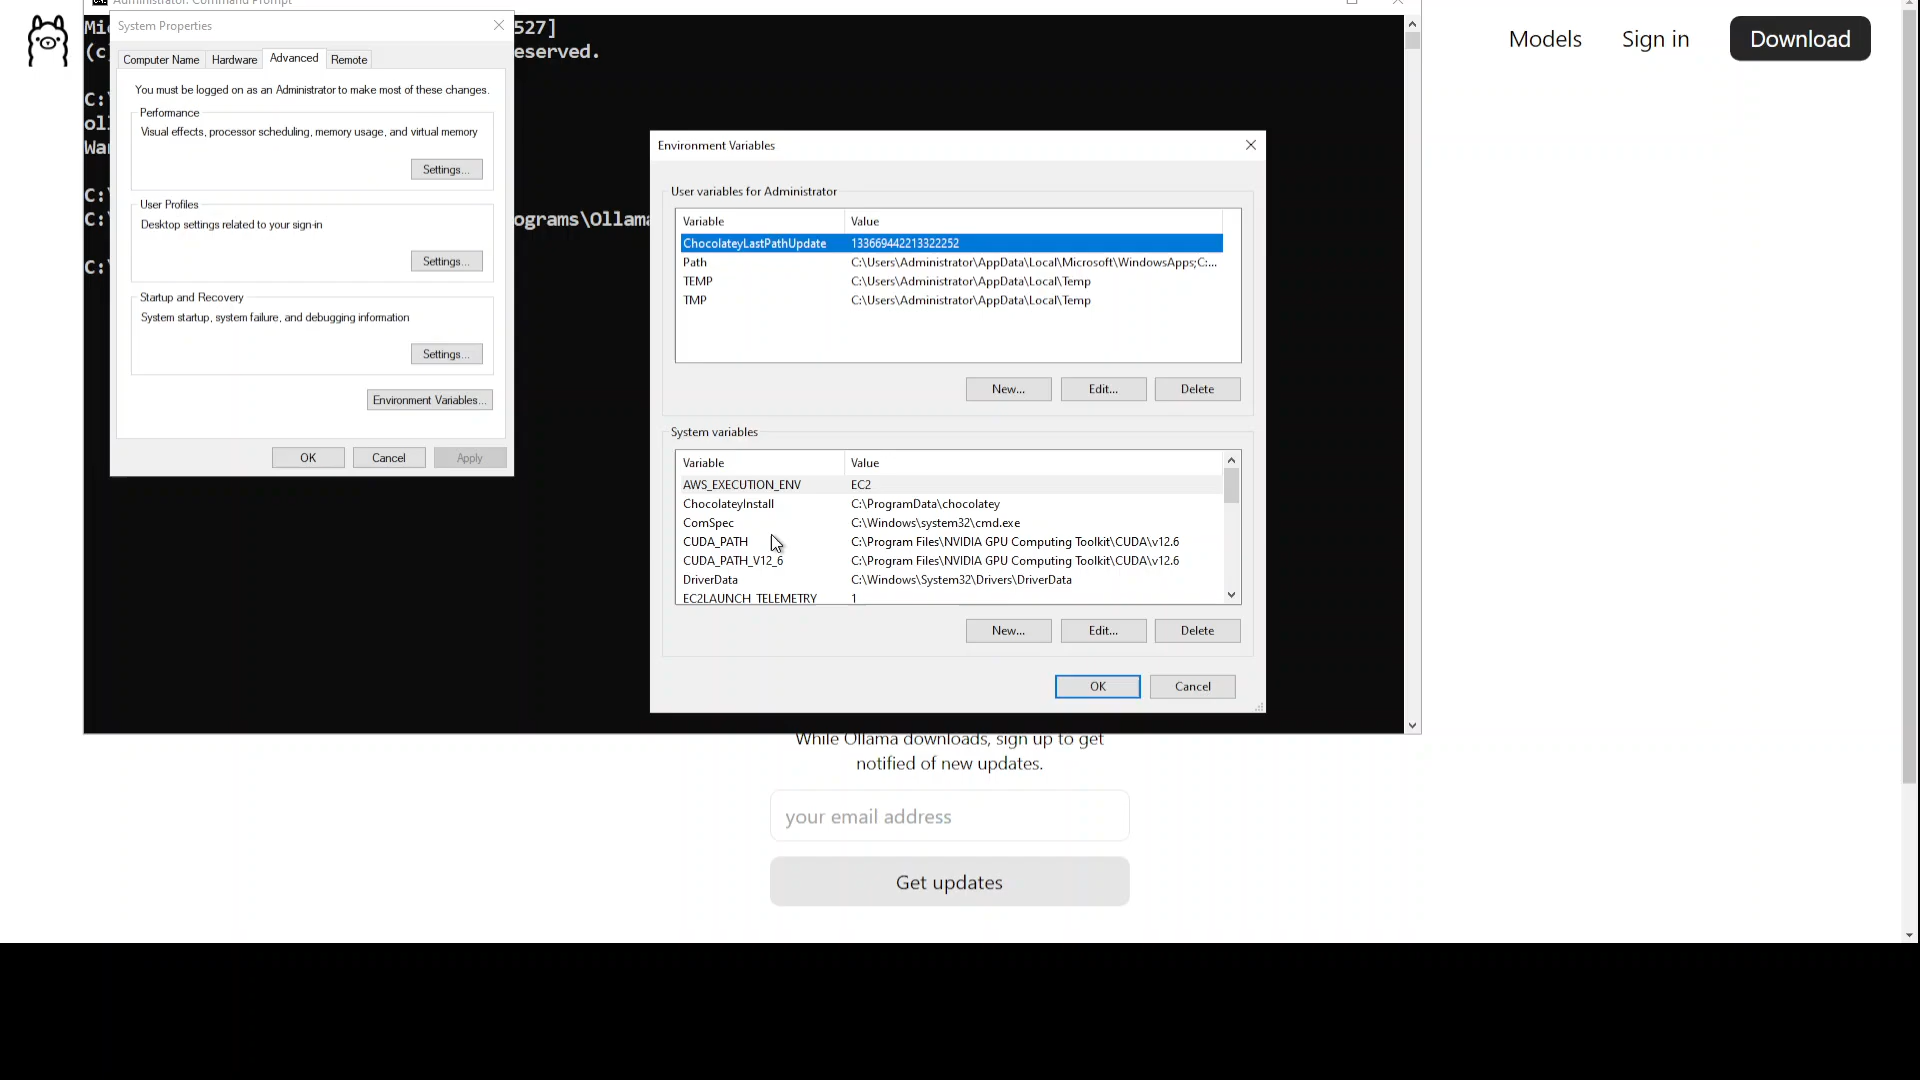 Administrator: Command Prompt
Models
Sign in
Download
System Properties
527]
eserved.
Computer Name
Hardware
Advanced
Remote
You must be logged on as an Administrator to make most of these changes.
Performance
Visual effects, processor scheduling, memory usage, and virtual memory
Settings...
User Profiles
Desktop settings related to your sign-in
Settings...
Startup and Recovery
System startup, system failure, and debugging information
Settings...
Environment Variables...
OK
Cancel
Apply
Mi
(c)
C:\
oll
War
C:\
C:\
ograms\Ollama
C:\
Environment Variables
User variables for Administrator
Variable Value
ChocolateyLastPathUpdate 133669442213322252
Path C:\Users\Administrator\AppData\Local\Microsoft\WindowsApps;C:...
TEMP C:\Users\Administrator\AppData\Local\Temp
TMP C:\Users\Administrator\AppData\Local\Temp
New... Edit... Delete
System variables
Variable Value
AWS_EXECUTION_ENV EC2
ChocolateyInstall C:\ProgramData\chocolatey
ComSpec C:\Windows\system32\cmd.exe
CUDA_PATH C:\Program Files\NVIDIA GPU Computing Toolkit\CUDA\v12.6
CUDA_PATH_V12_6 C:\Program Files\NVIDIA GPU Computing Toolkit\CUDA\v12.6
DriverData C:\Windows\System32\Drivers\DriverData
EC2LAUNCH_TELEMETRY 1
New... Edit... Delete
OK Cancel
While Ollama downloads, sign up to get
notified of new updates.
your email address
Get updates